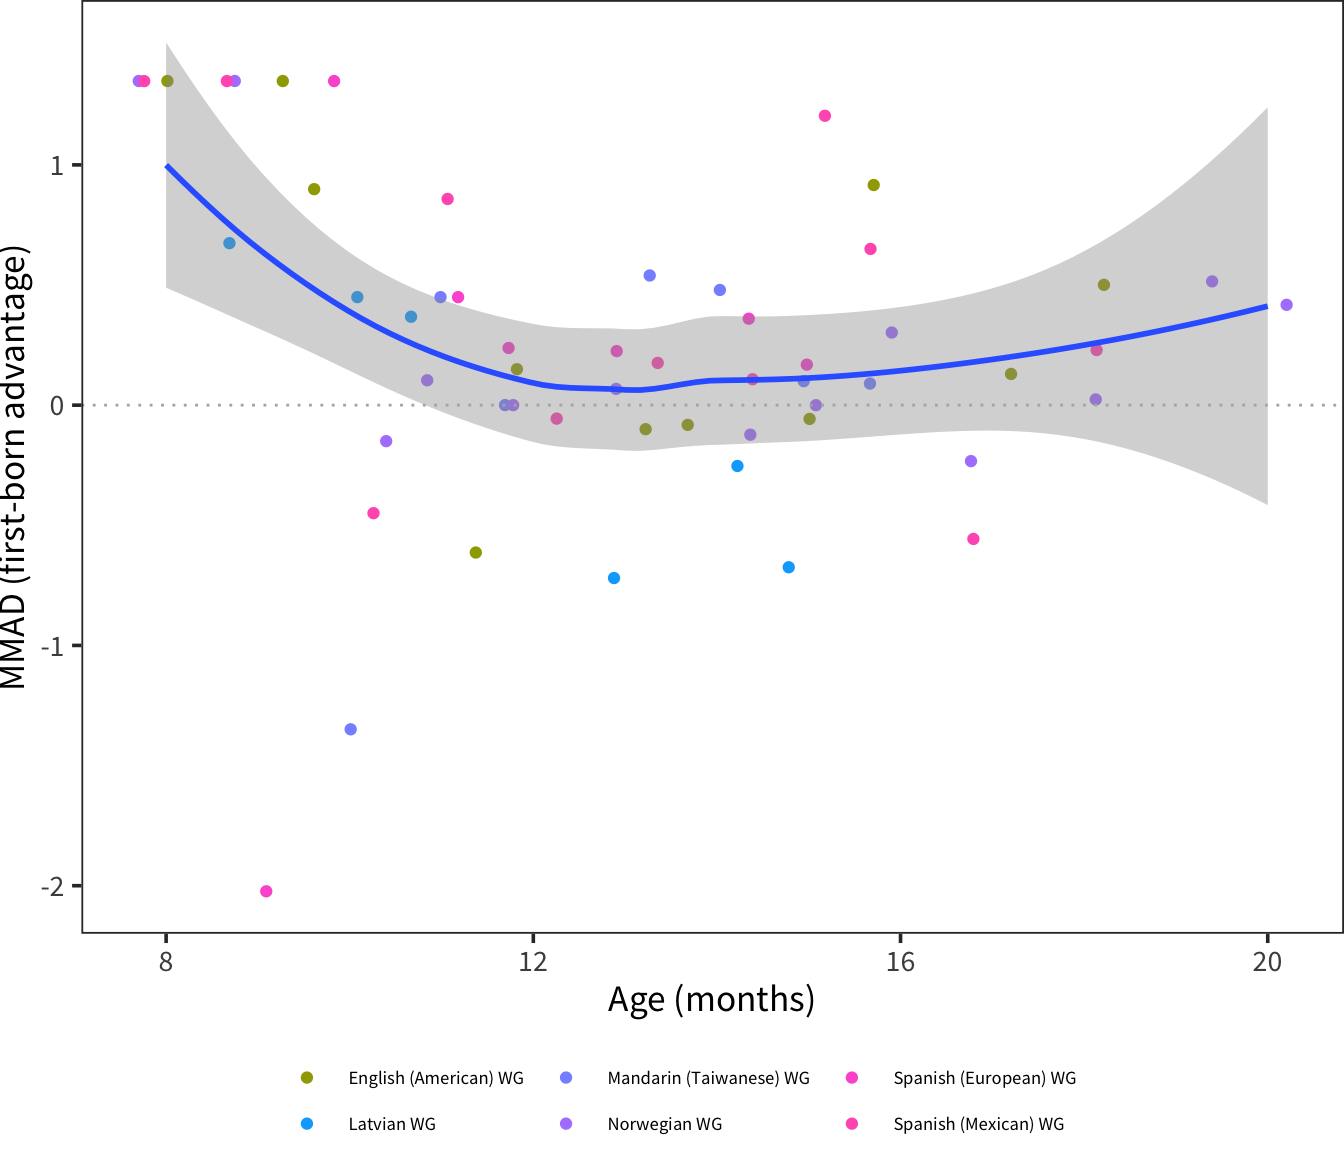 MMAD (first-born advantage)
1
0
-1
-2
8 12 16 20
Age (months)
English (American) WG Mandarin (Taiwanese) WG Spanish (European) WG
Latvian WG Norwegian WG Spanish (Mexican) WG